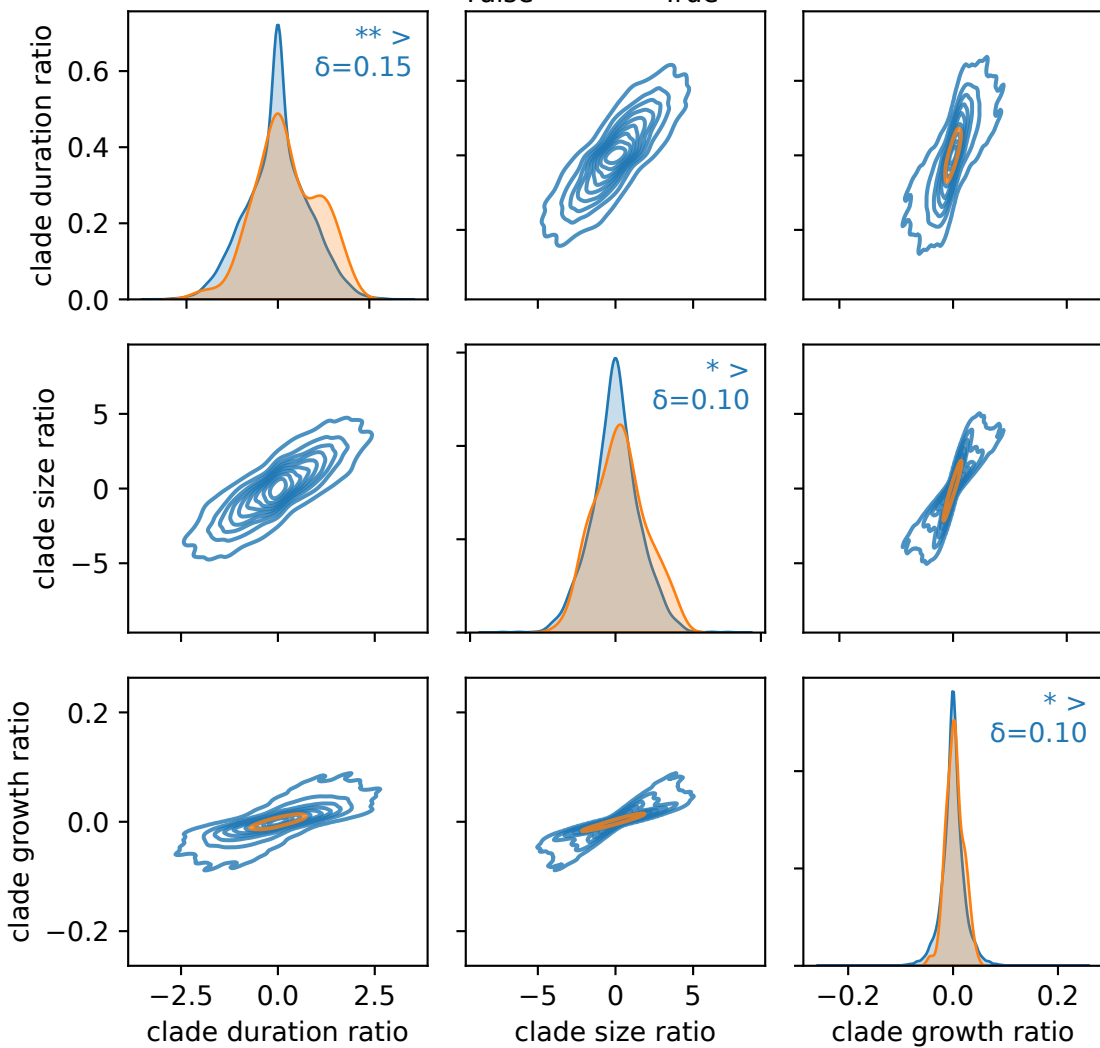 True
clade duration ratio
0.6
0.4
0.2
0.0
** >
δ=0.15
clade size ratio
5
0
−5
* >
δ=0.10
clade growth ratio
0.2
0.0
−0.2
* >
δ=0.10
−2.5 0.0 2.5
−5 0 5
−0.2 0.0 0.2
clade duration ratio
clade size ratio
clade growth ratio